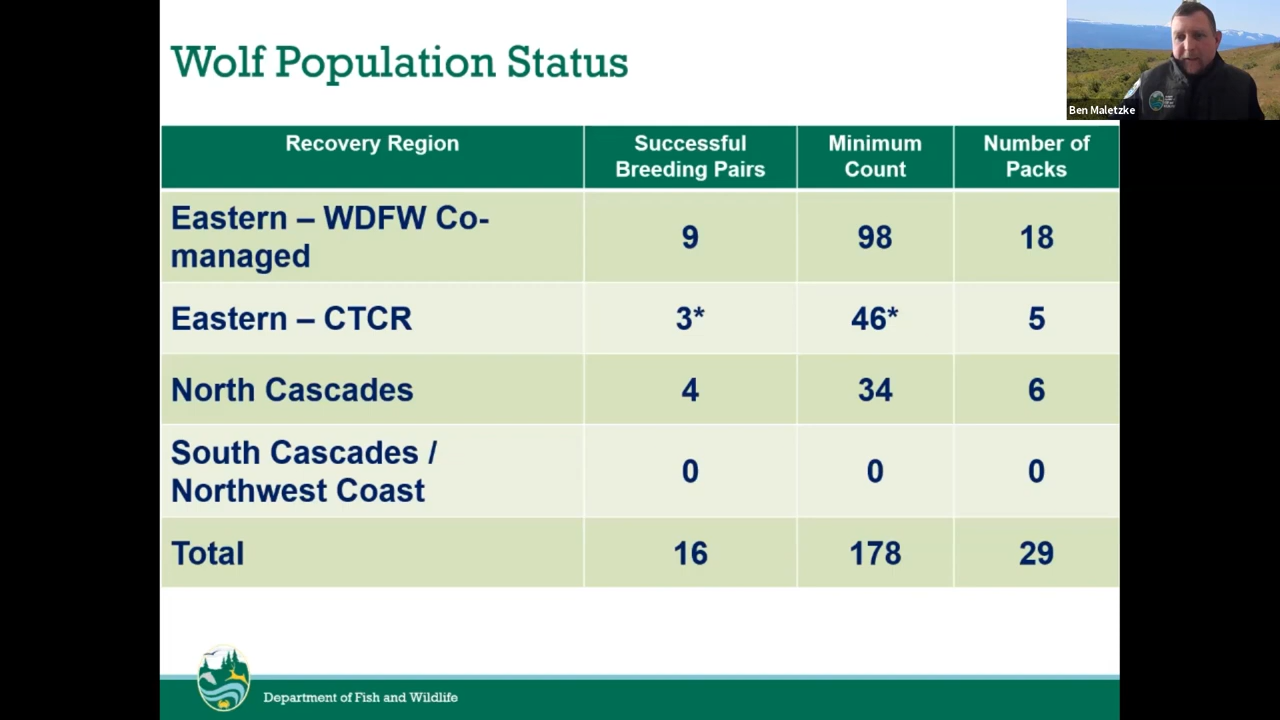 Wolf Population Status
Ben Maletzke
Recovery Region
Successful
Breeding Pairs
Minimum
Count
Number of
Packs
Eastern – WDFW Co-
managed
9
98
18
Eastern – CTCR
3*
46*
5
North Cascades
4
34
6
South Cascades /
Northwest Coast
0
0
0
Total
16
178
29
Department of Fish and Wildlife